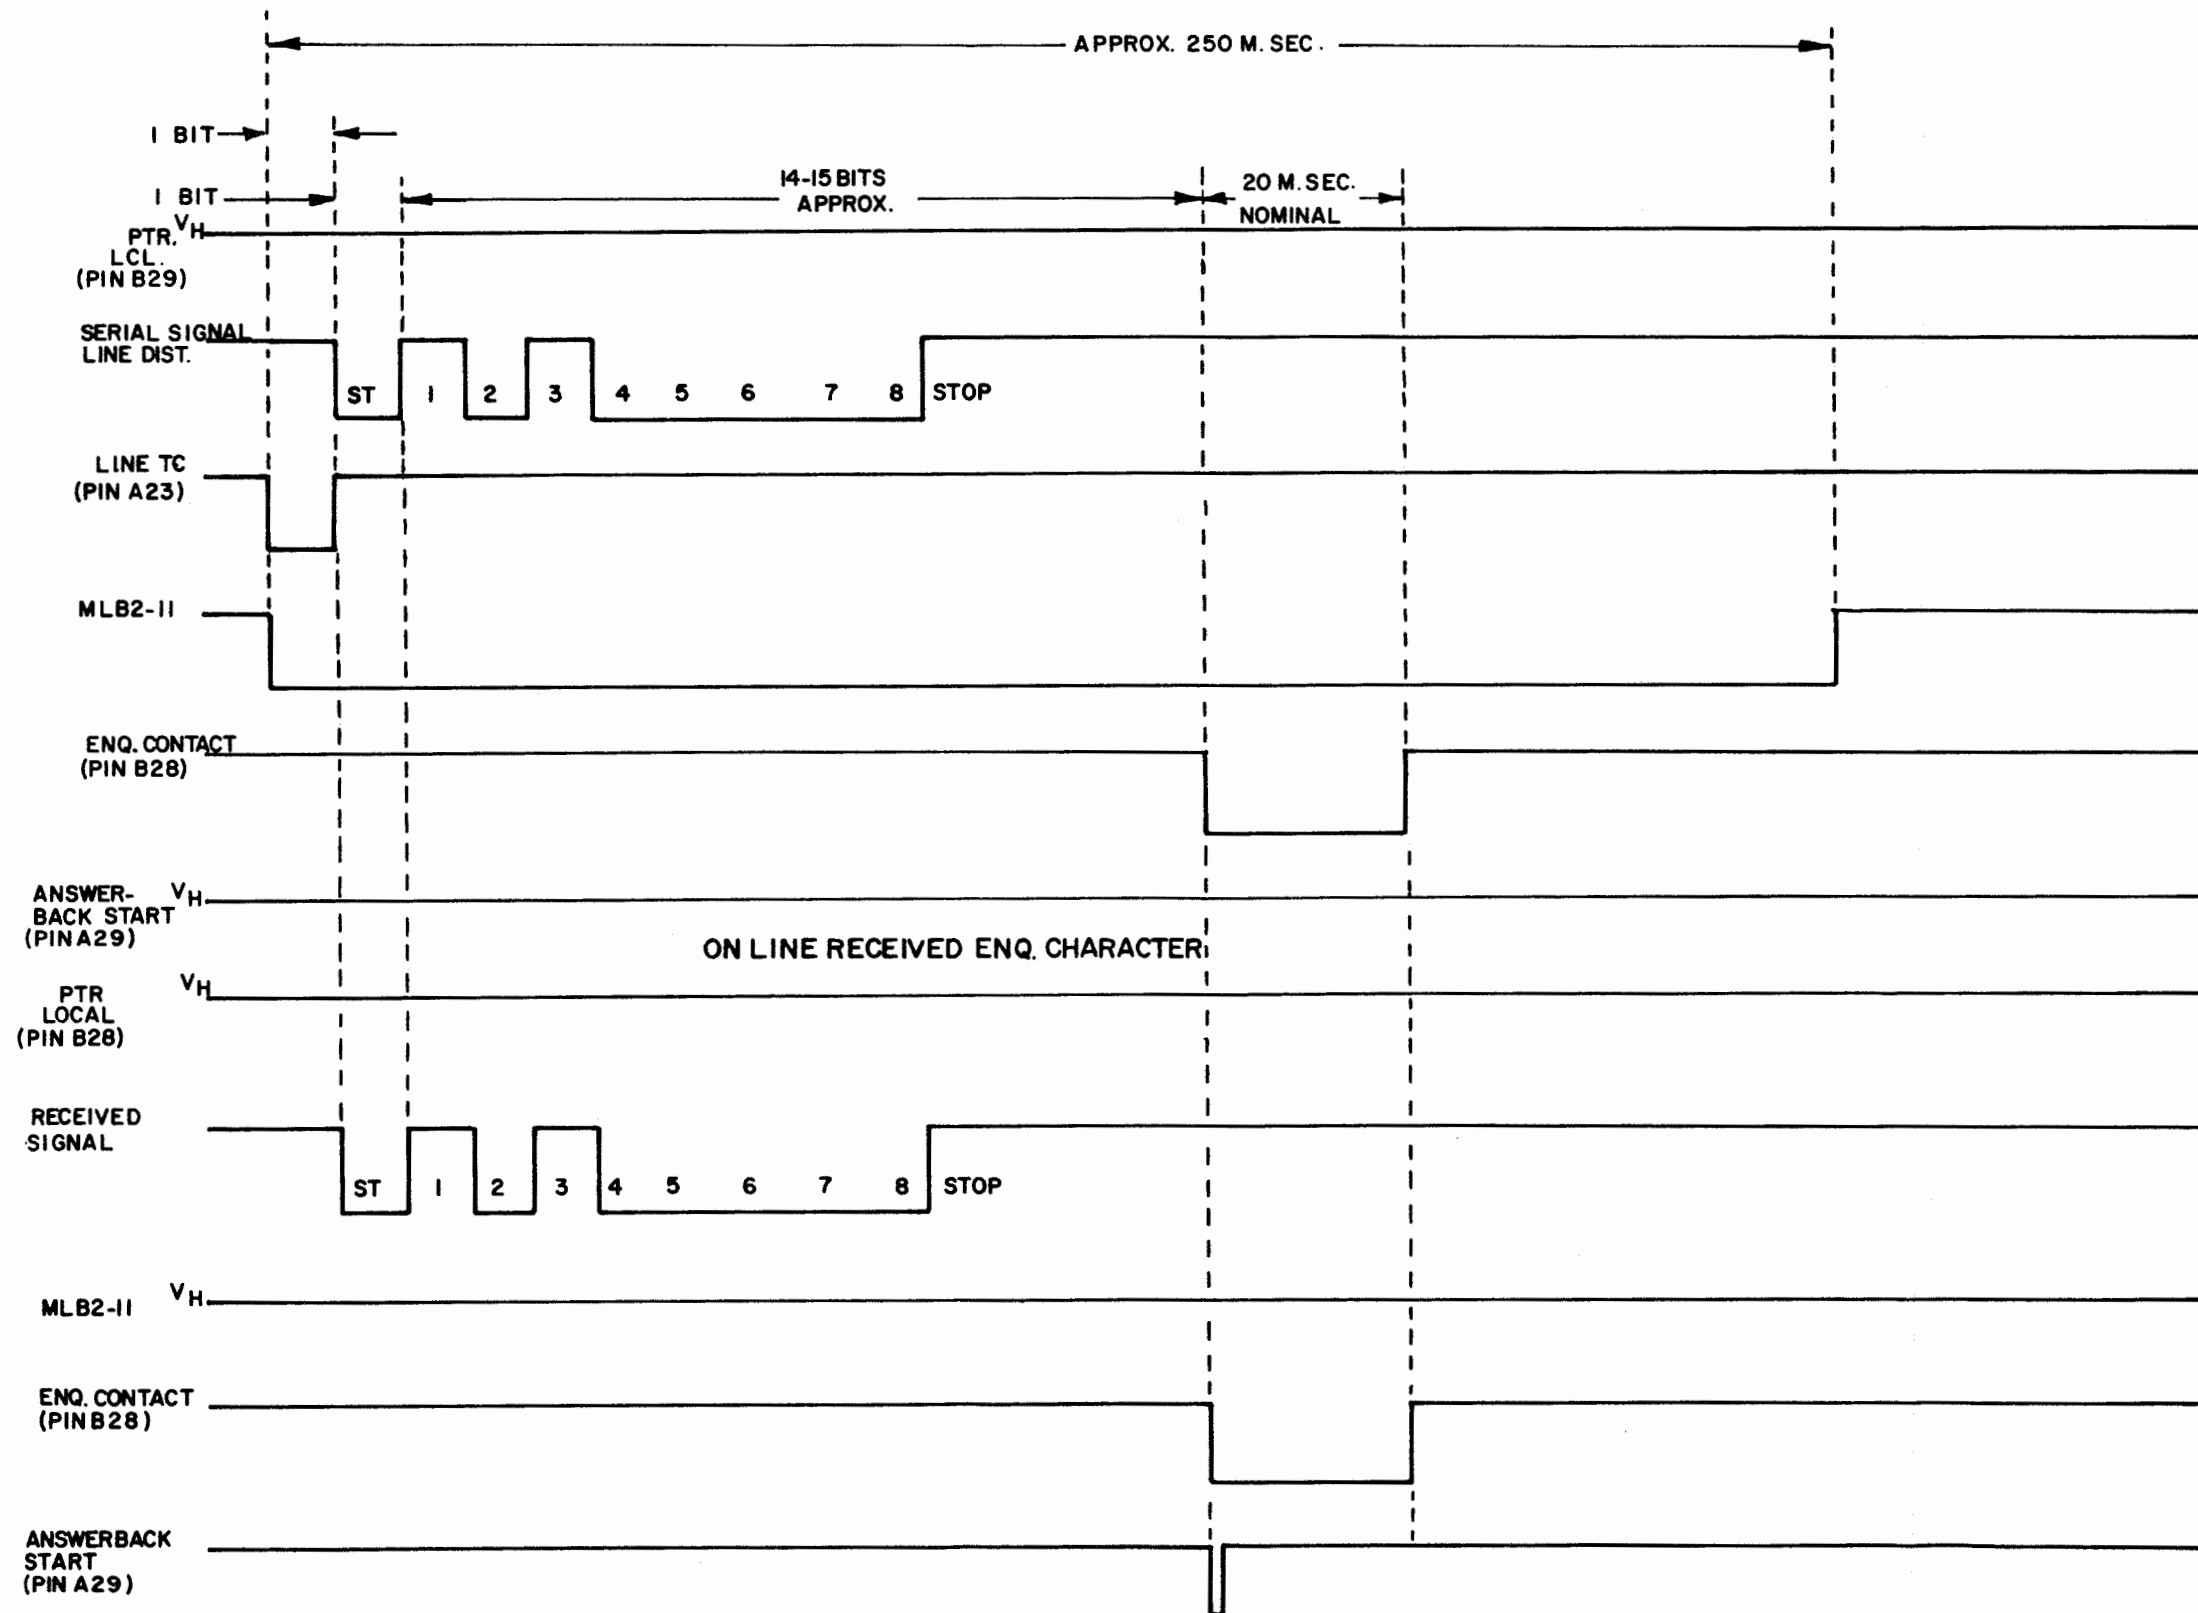 APPROX. 250 M. SEC.
1 BIT
1 BIT
14-15 BITS
APPROX.
20 M. SEC.
NOMINAL
PTR. VH
LCL.
(PIN B29)
SERIAL SIGNAL
LINE DIST.
ST 1 2 3 4 5 6 7 8 STOP
LINE TC
(PIN A23)
MLB2-11
ENQ. CONTACT
(PIN B28)
ANSWER- VH
BACK START
(PIN A29)
ON LINE RECEIVED ENQ. CHARACTER
PTR VH
LOCAL
(PIN B28)
RECEIVED
SIGNAL
ST 1 2 3 4 5 6 7 8 STOP
MLB2-11 VH
ENQ. CONTACT
(PIN B28)
ANSWERBACK
START
(PIN A29)